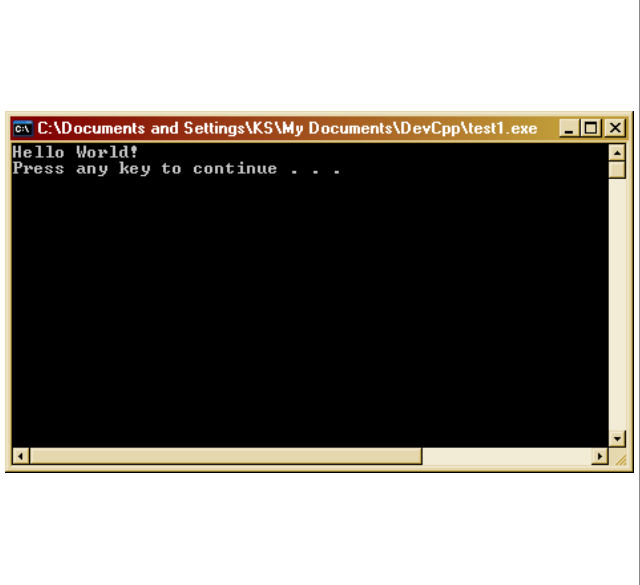 C:\Documents and Settings\KS\My Documents\DevCpp\test1.exe
Hello World!
Press any key to continue . . .